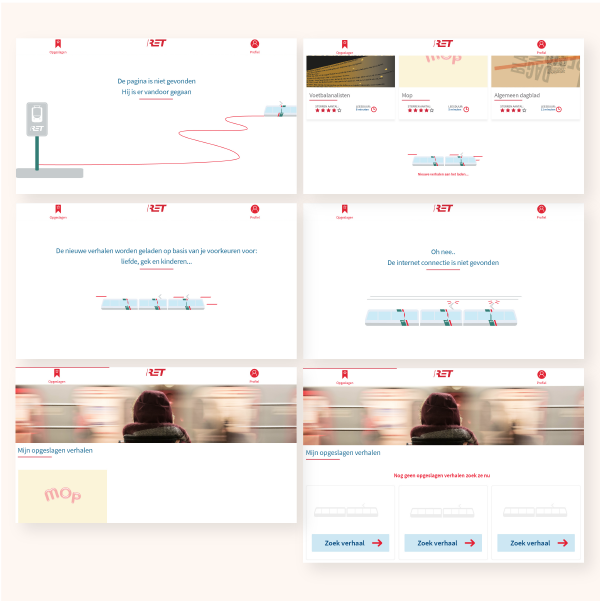 Opgeslagen
RET
Profiel
De pagina is niet gevonden
Hij is er vandoor gegaan
RET
Opgeslagen
RET
Profiel
mop
Voetbalanalisten
Mop
Algemeen dagblad
Nieuwe verhalen aan het laden...
Opgeslagen
RET
Profiel
De nieuwe verhalen worden geladen op basis van je voorkeuren voor:
liefde, gek en kinderen...
Opgeslagen
RET
Profiel
Oh nee..
De internet connectie is niet gevonden
Opgeslagen
RET
Profiel
Mijn opgeslagen verhalen
mop
Opgeslagen
RET
Profiel
Mijn opgeslagen verhalen
Nog geen opgeslagen verhalen zoek ze nu
Zoek verhaal
Zoek verhaal
Zoek verhaal